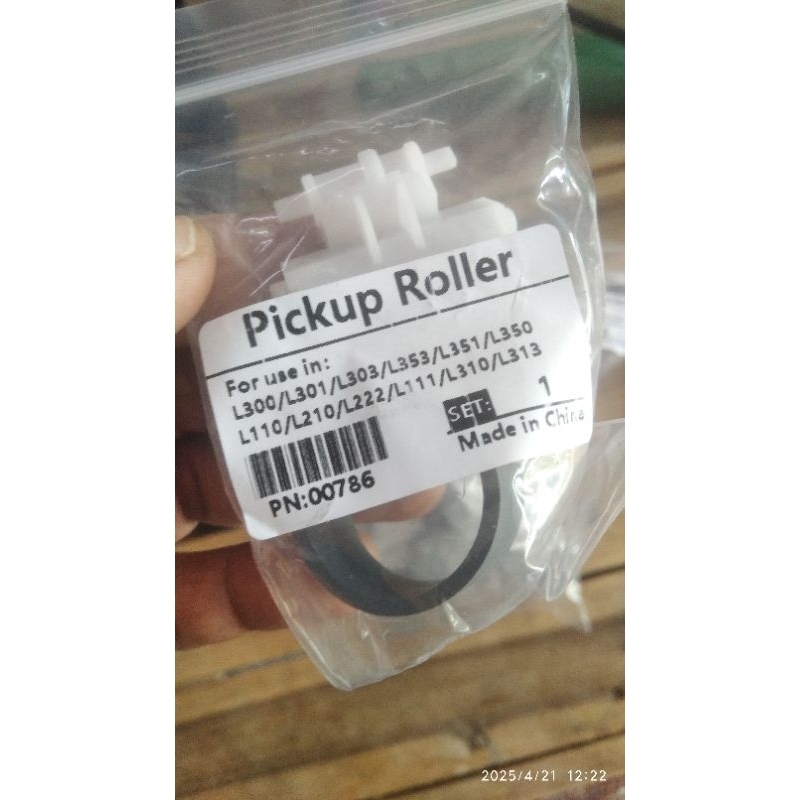 Pickup Roller
For use in:
L300/L301/L303/L353/L351/L350
L110/L210/L222/L111/L310/L313
SET: 1
Made in China
PN:00786
2025/4/21 12:22